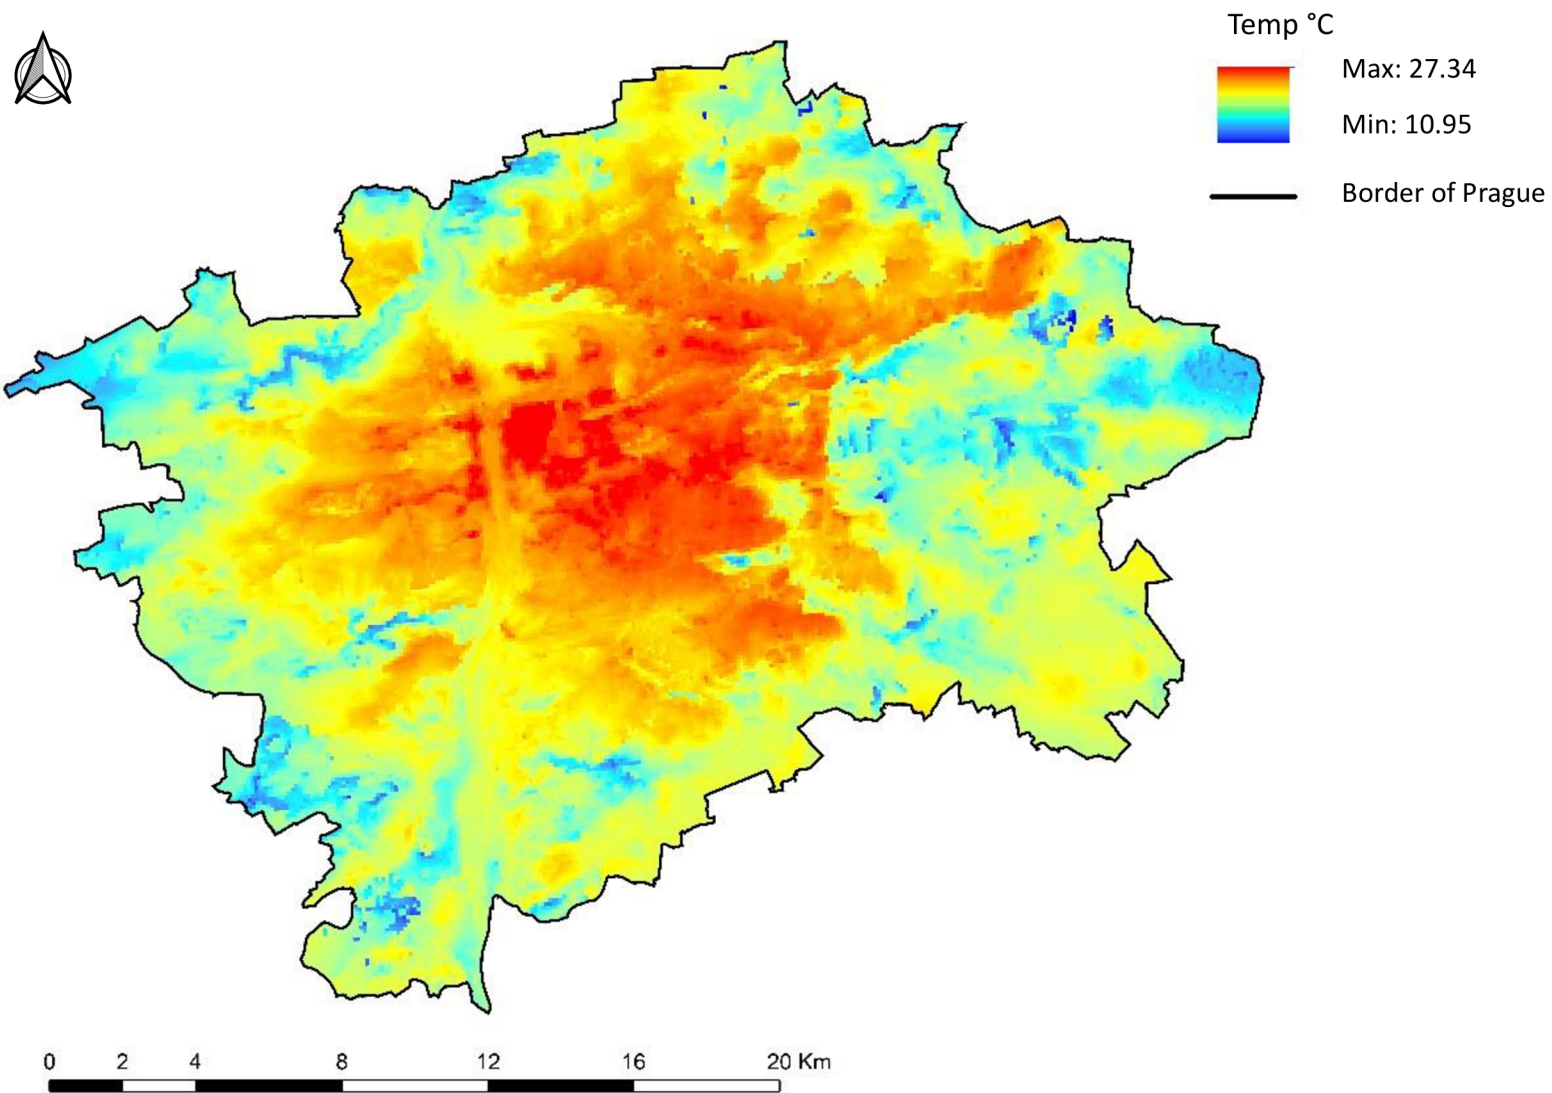 Temp °C
Max: 27.34
Min: 10.95
Border of Prague
0 2 4 8 12 16 20 Km